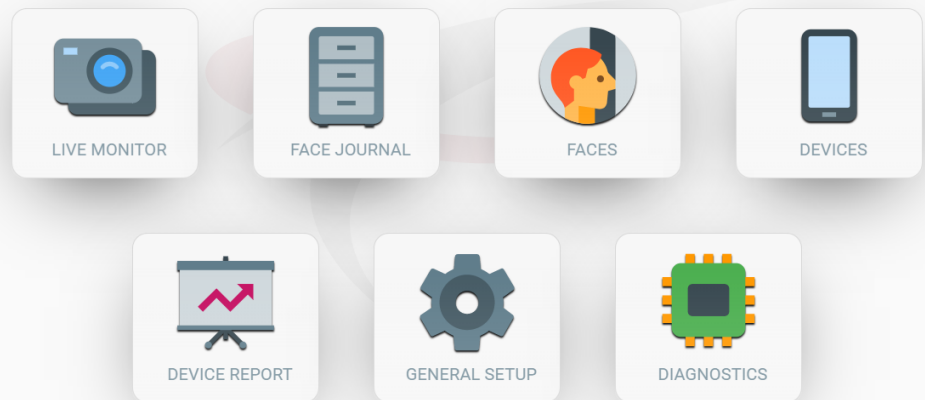 LIVE MONITOR
FACE JOURNAL
FACES
DEVICES
DEVICE REPORT
GENERAL SETUP
DIAGNOSTICS